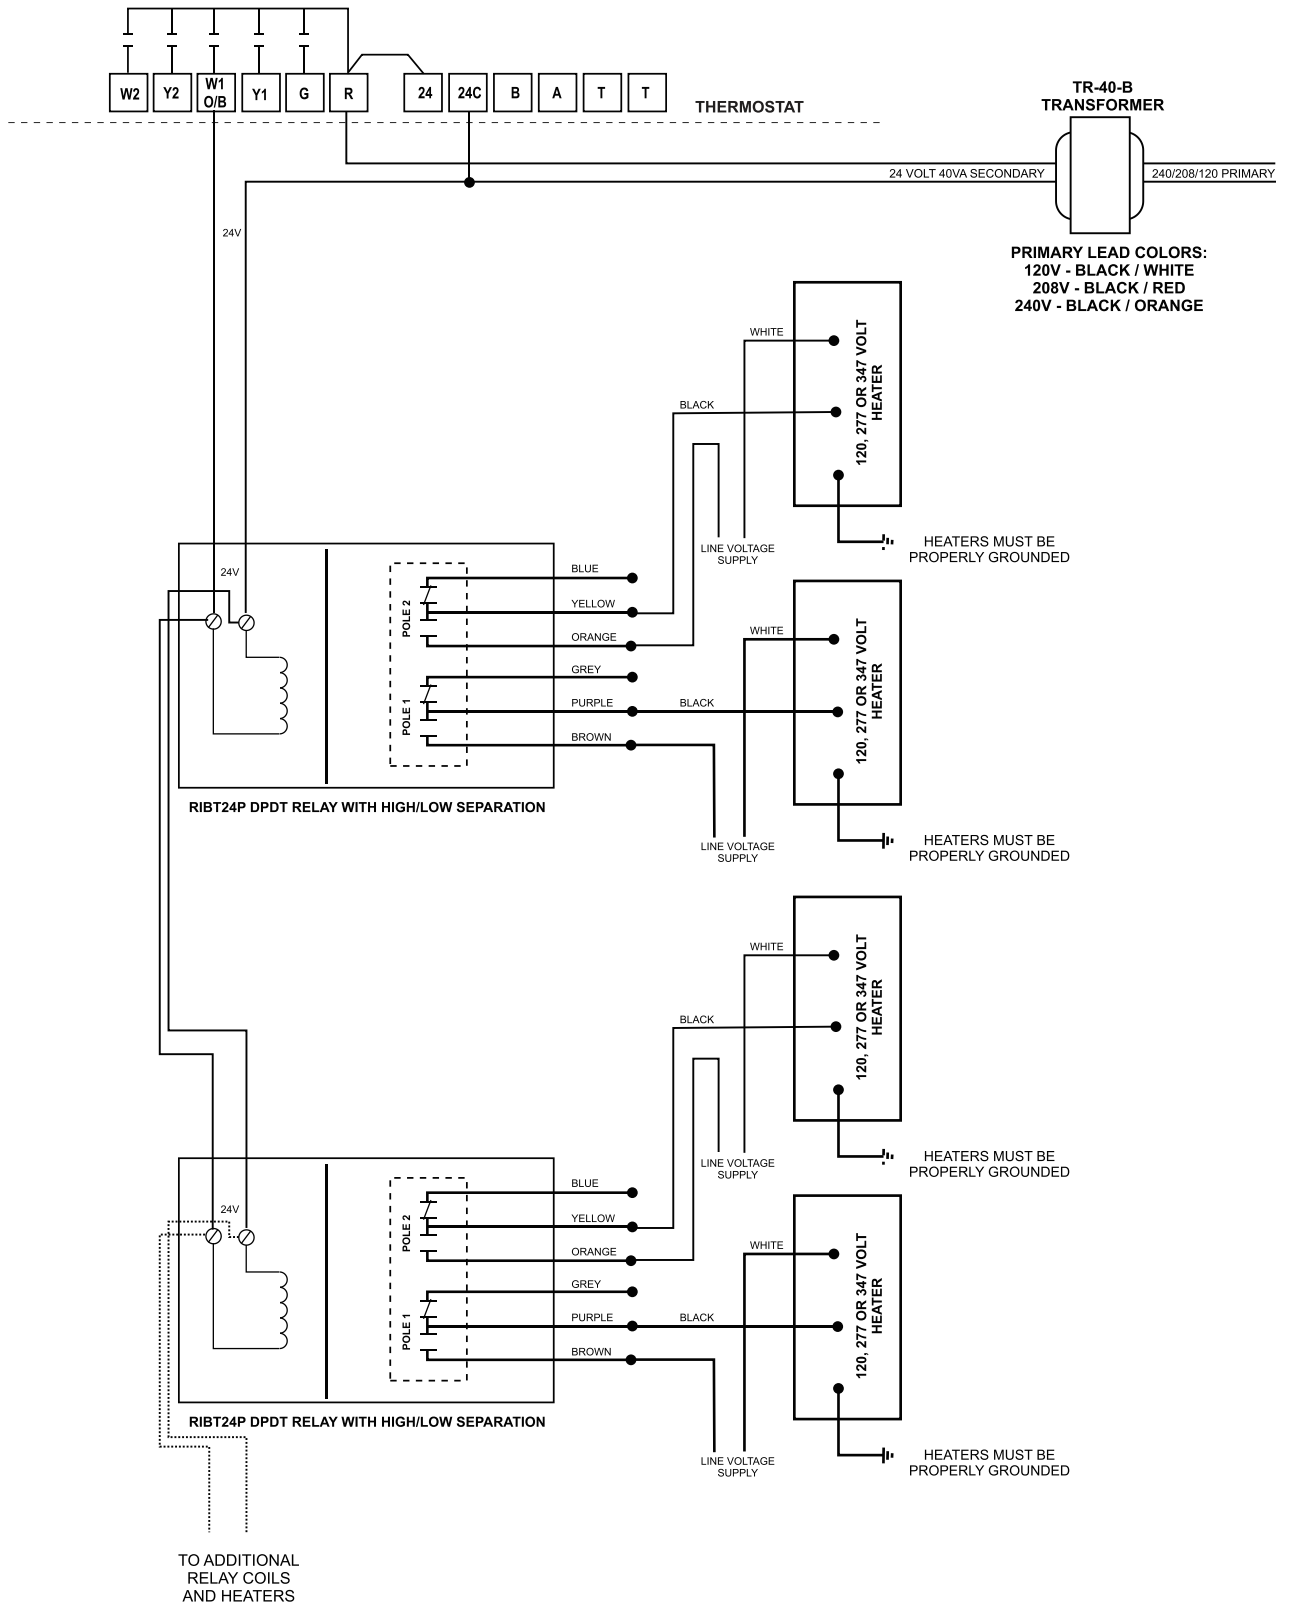 W2
Y2
W1
O/B
Y1
G
R
24
24C
B
A
T
T
THERMOSTAT
TR-40-B
TRANSFORMER
24 VOLT 40VA SECONDARY
240/208/120 PRIMARY
PRIMARY LEAD COLORS:
120V - BLACK / WHITE
208V - BLACK / RED
240V - BLACK / ORANGE
24V
WHITE
BLACK
120, 277 OR 347 VOLT
HEATER
LINE VOLTAGE
SUPPLY
HEATERS MUST BE
PROPERLY GROUNDED
24V
POLE 2
BLUE
YELLOW
ORANGE
POLE 1
GREY
PURPLE
BROWN
WHITE
BLACK
120, 277 OR 347 VOLT
HEATER
RIBT24P DPDT RELAY WITH HIGH/LOW SEPARATION
LINE VOLTAGE
SUPPLY
HEATERS MUST BE
PROPERLY GROUNDED
WHITE
BLACK
120, 277 OR 347 VOLT
HEATER
LINE VOLTAGE
SUPPLY
HEATERS MUST BE
PROPERLY GROUNDED
24V
POLE 2
BLUE
YELLOW
ORANGE
POLE 1
GREY
PURPLE
BROWN
WHITE
BLACK
120, 277 OR 347 VOLT
HEATER
RIBT24P DPDT RELAY WITH HIGH/LOW SEPARATION
LINE VOLTAGE
SUPPLY
HEATERS MUST BE
PROPERLY GROUNDED
TO ADDITIONAL
RELAY COILS
AND HEATERS